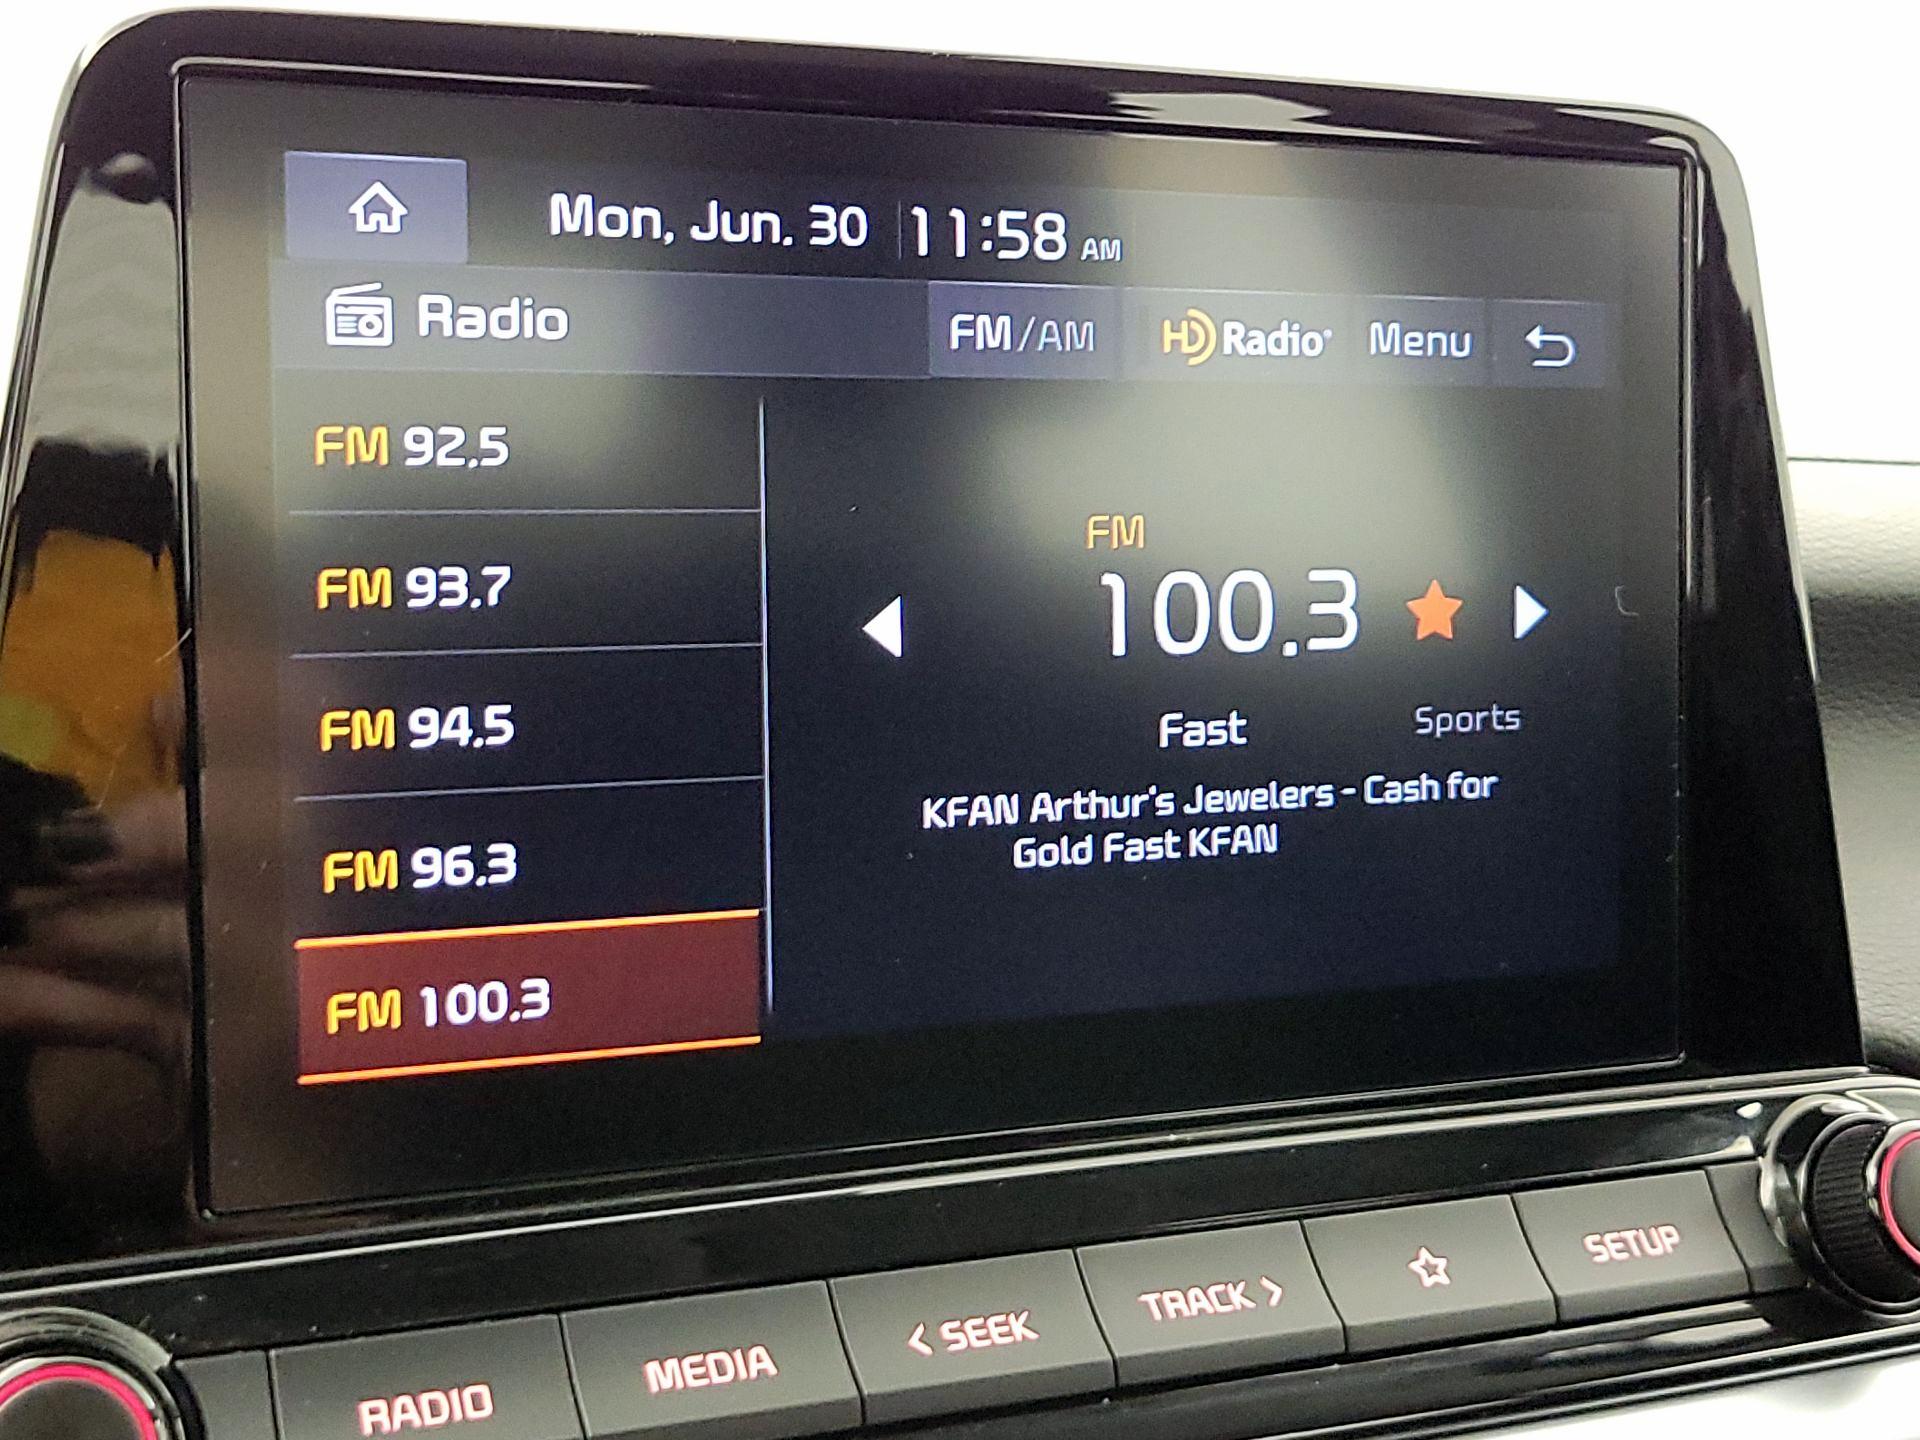 Mon, Jun. 30 11:58 AM
Radio FM/AM HD Radio® Menu
FM 92.5
FM 93.7
FM 94.5
FM 96.3
FM 100.3
FM
100.3
Fast Sports
KFAN Arthur's Jewelers - Cash for
Gold Fast KFAN
RADIO MEDIA < SEEK TRACK > SETUP